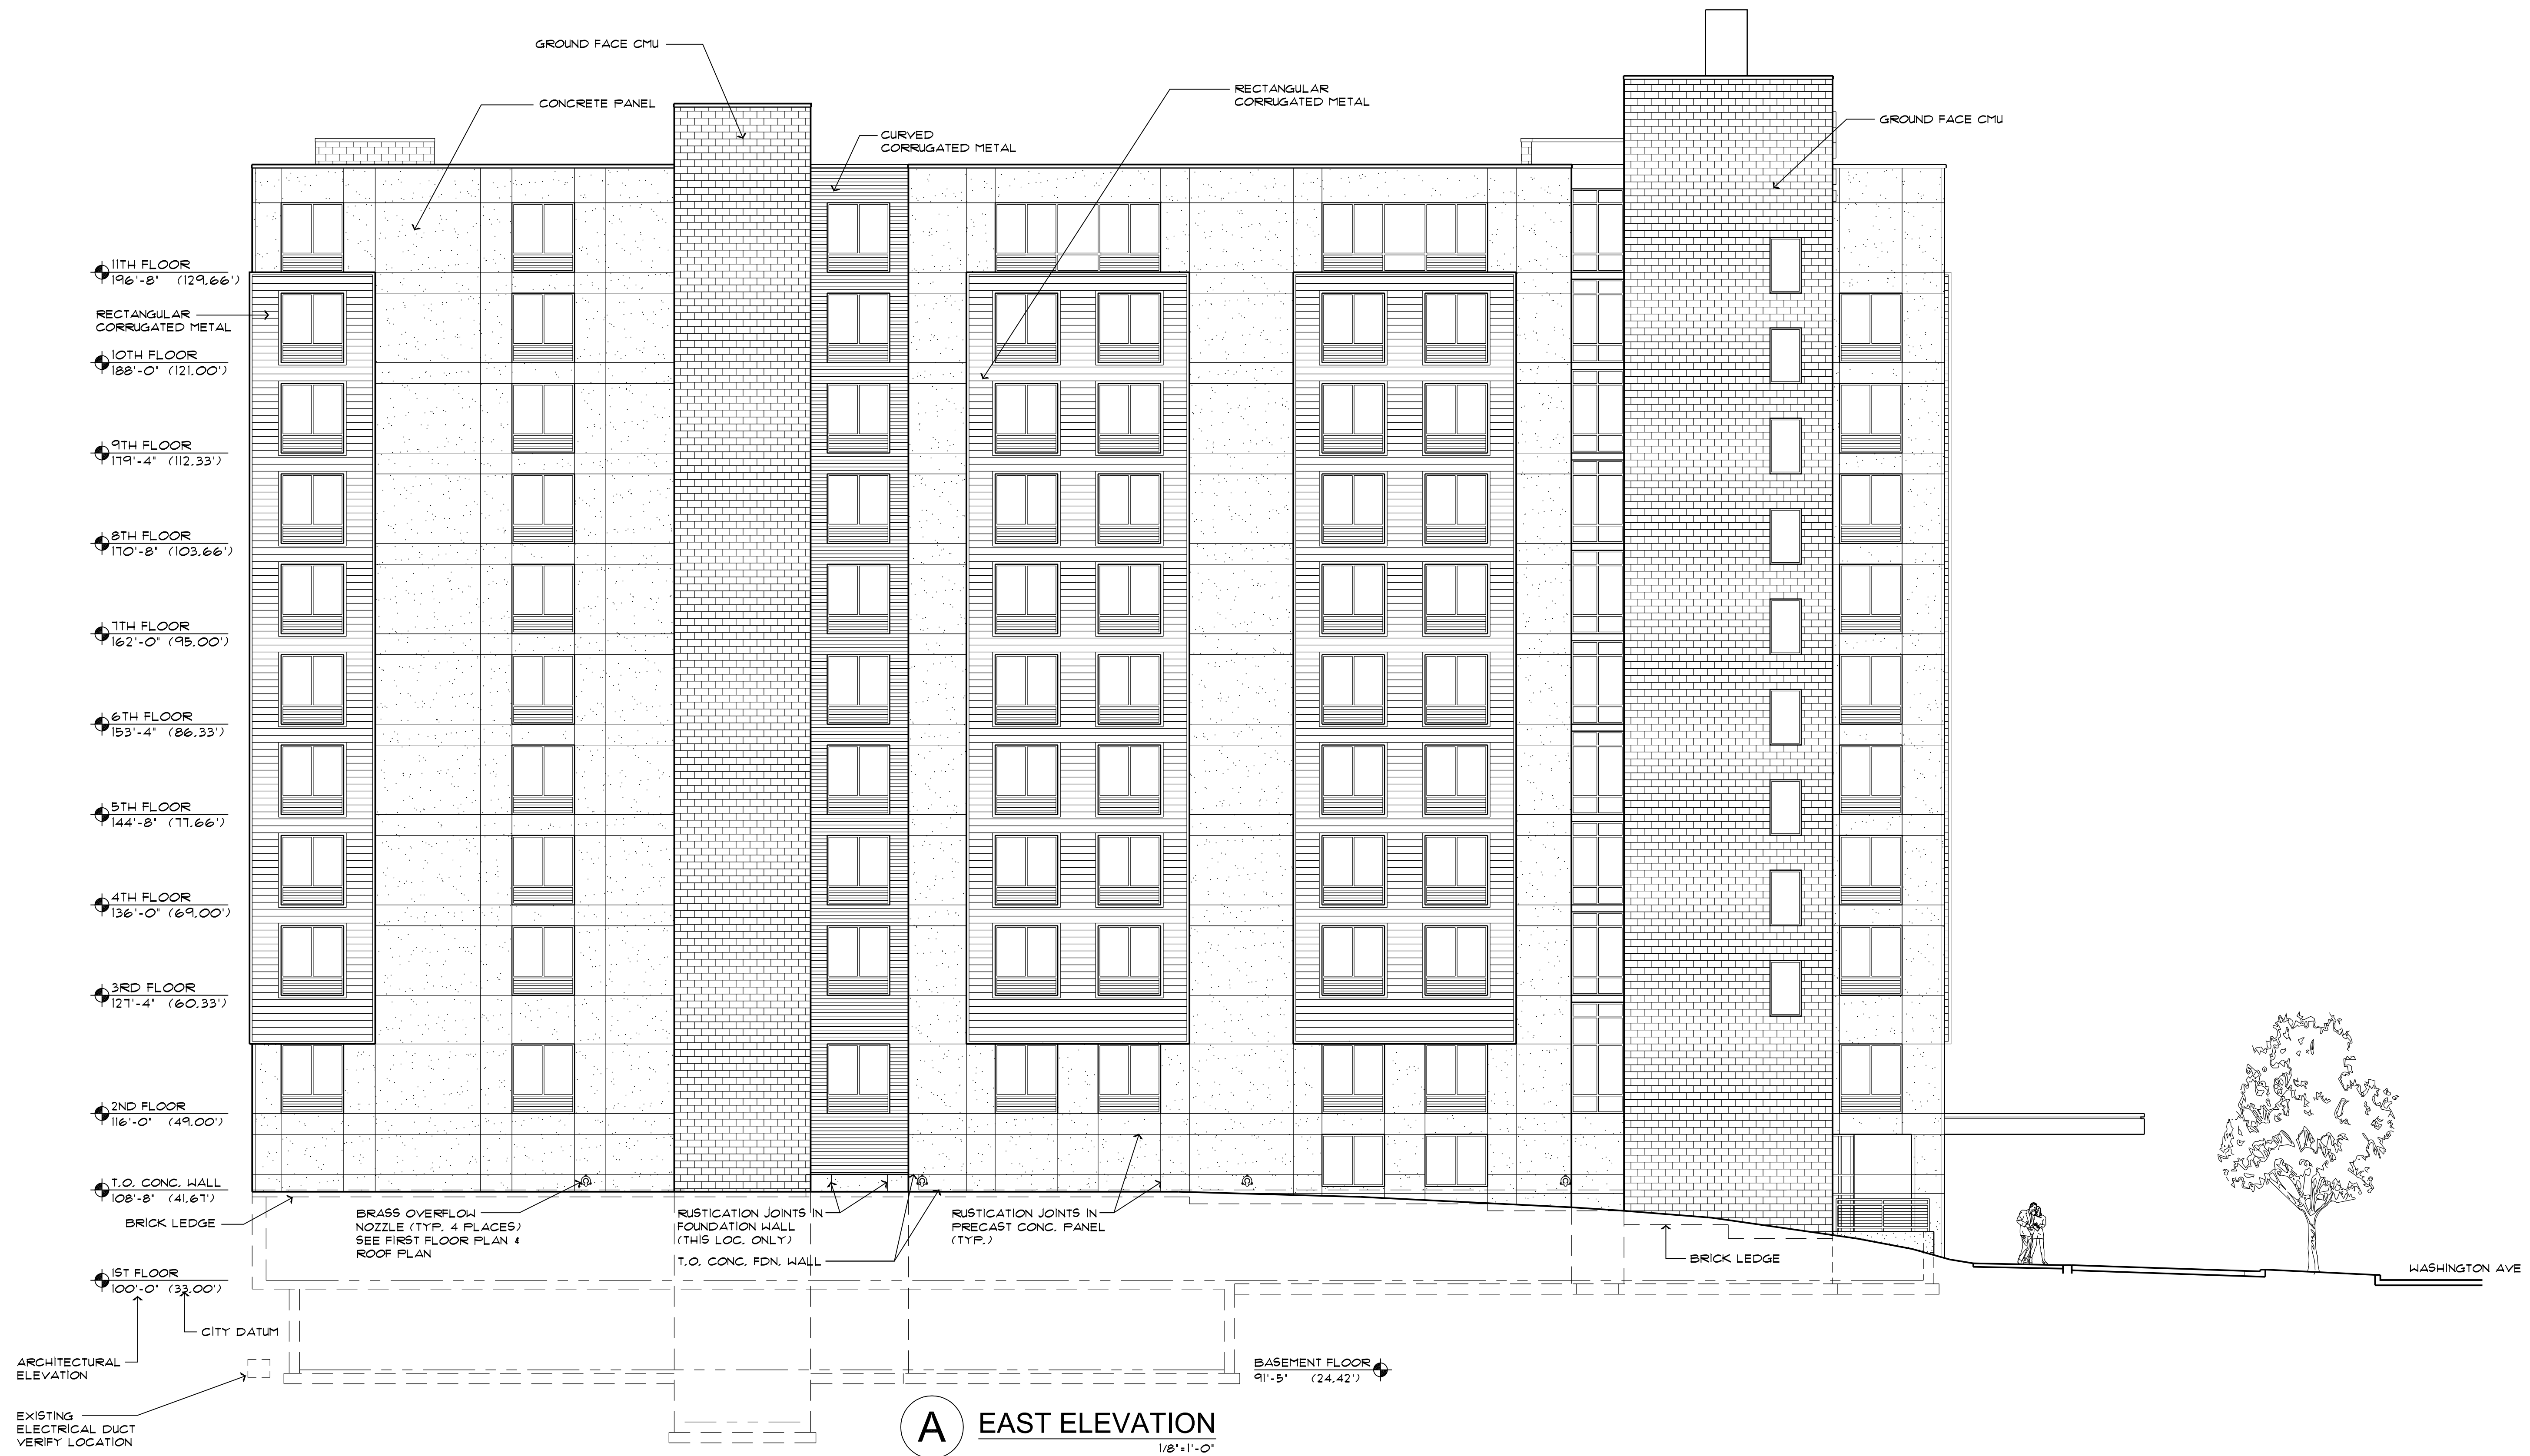 GROUND FACE CMU
CONCRETE PANEL
CURVED
CORRUGATED METAL
RECTANGULAR
CORRUGATED METAL
GROUND FACE CMU
11TH FLOOR
196'-8" (129.66')
RECTANGULAR
CORRUGATED METAL
10TH FLOOR
188'-0" (121.00')
9TH FLOOR
179'-4" (112.33')
8TH FLOOR
170'-8" (103.66')
7TH FLOOR
162'-0" (95.00')
6TH FLOOR
153'-4" (86.33')
5TH FLOOR
144'-8" (77.66')
4TH FLOOR
136'-0" (69.00')
3RD FLOOR
127'-4" (60.33')
2ND FLOOR
116'-0" (49.00')
T.O. CONC. WALL
108'-8" (41.67')
BRICK LEDGE
BRASS OVERFLOW
NOZZLE (TYP. 4 PLACES)
SEE FIRST FLOOR PLAN &
ROOF PLAN
RUSTICATION JOINTS IN
FOUNDATION WALL
(THIS LOC. ONLY)
T.O. CONC. FDN. WALL
RUSTICATION JOINTS IN
PRECAST CONC. PANEL
(TYP.)
BRICK LEDGE
WASHINGTON AVE
1ST FLOOR
100'-0" (33.00')
CITY DATUM
ARCHITECTURAL
ELEVATION
EXISTING
ELECTRICAL DUCT
VERIFY LOCATION
BASEMENT FLOOR
91'-5" (24.42')
A EAST ELEVATION
1/8"=1'-0"